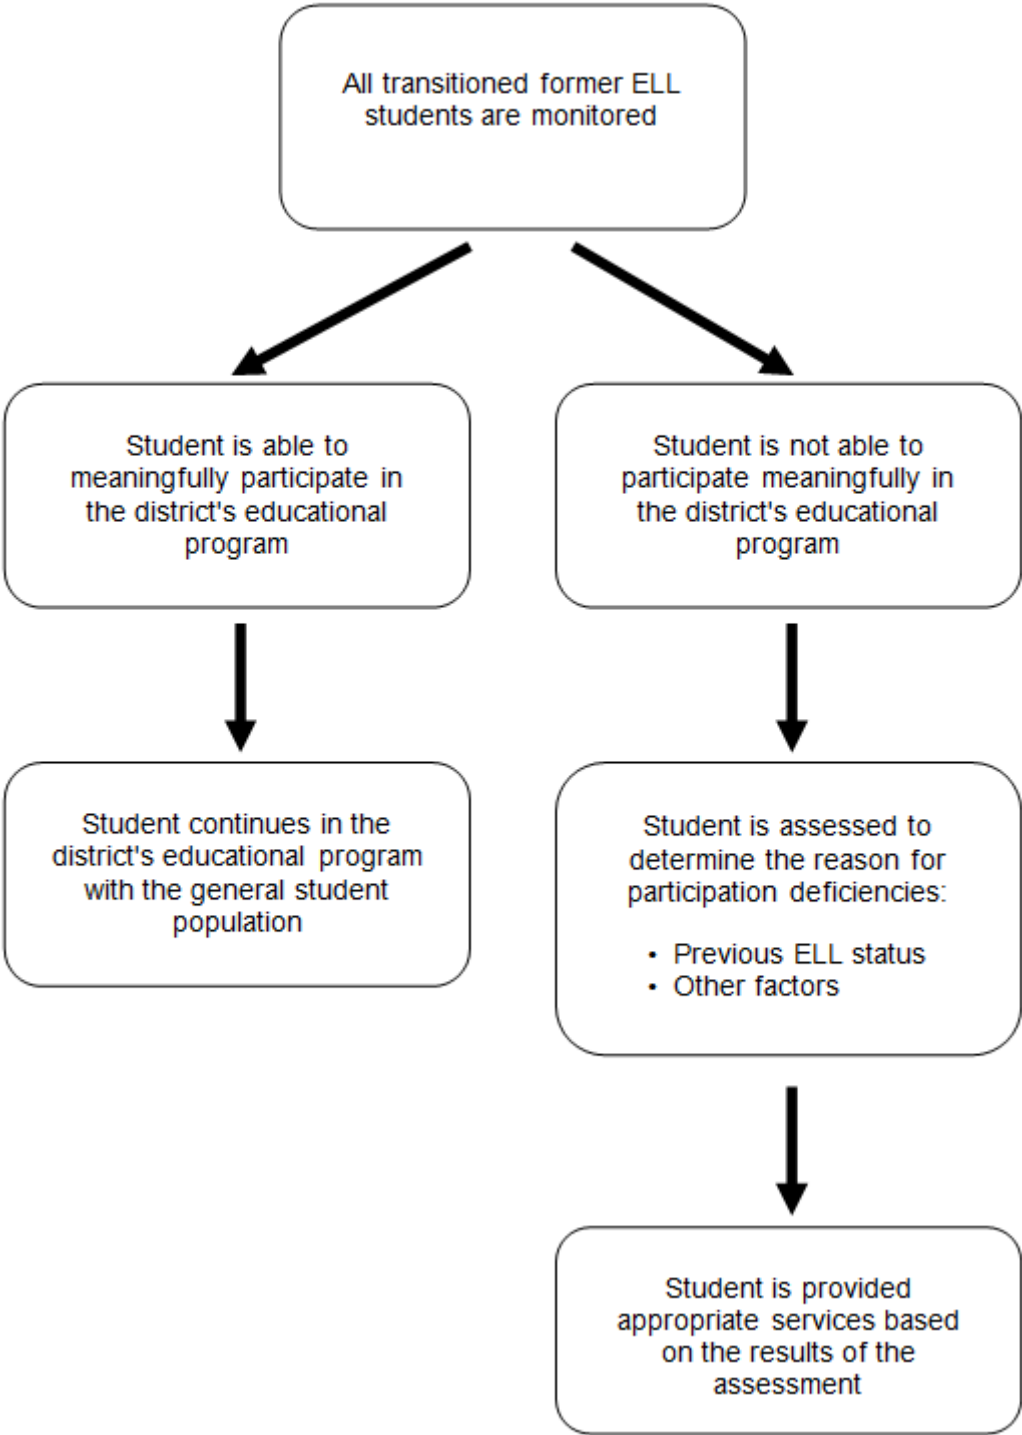 All transitioned former ELL
students are monitored
Student is able to
meaningfully participate in
the district's educational
program
Student is not able to
participate meaningfully in
the district's educational
program
Student continues in the
district's educational program
with the general student
population
Student is assessed to
determine the reason for
participation deficiencies:
• Previous ELL status
• Other factors
Student is provided
appropriate services based
on the results of the
assessment